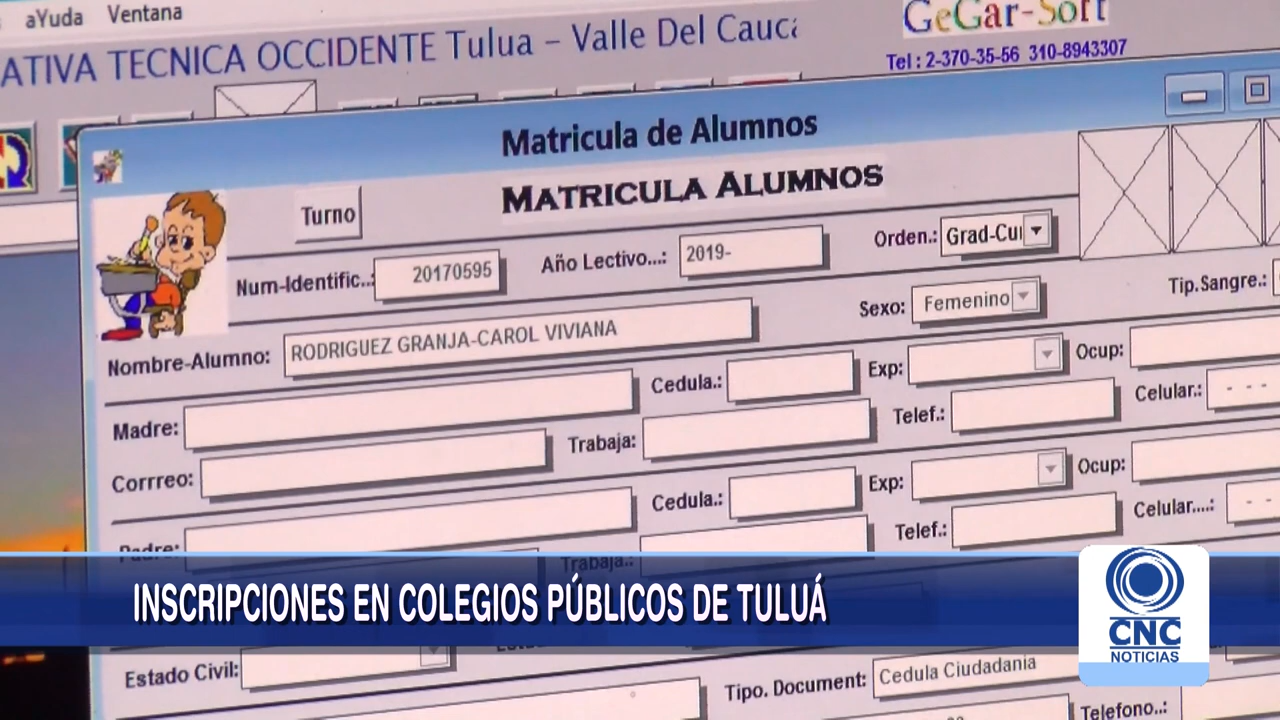 aYuda Ventana
GeGar-Soft
ATIVA TECNICA OCCIDENTE Tulua - Valle Del Cauca
Tel : 2-370-35-56 310-8943307
Matricula de Alumnos
MATRICULA ALUMNOS
Turno
Num-Identific..: 20170595 Año Lectivo...: 2019- Orden.: Grad-Cu
Sexo: Femenino Tip.Sangre.:
Nombre-Alumno: RODRIGUEZ GRANJA-CAROL VIVIANA
Madre: Cedula.: Exp: Ocup:
Corrreo: Trabaja: Telef.: Celular.: - - -
Padre: Cedula.: Exp: Ocup:
Trabaja: Telef.: Celular....: - -
INSCRIPCIONES EN COLEGIOS PÚBLICOS DE TULUÁ
CNC
NOTICIAS
Estado Civil:
Tipo. Document: Cedula Ciudadania
Telefono..: